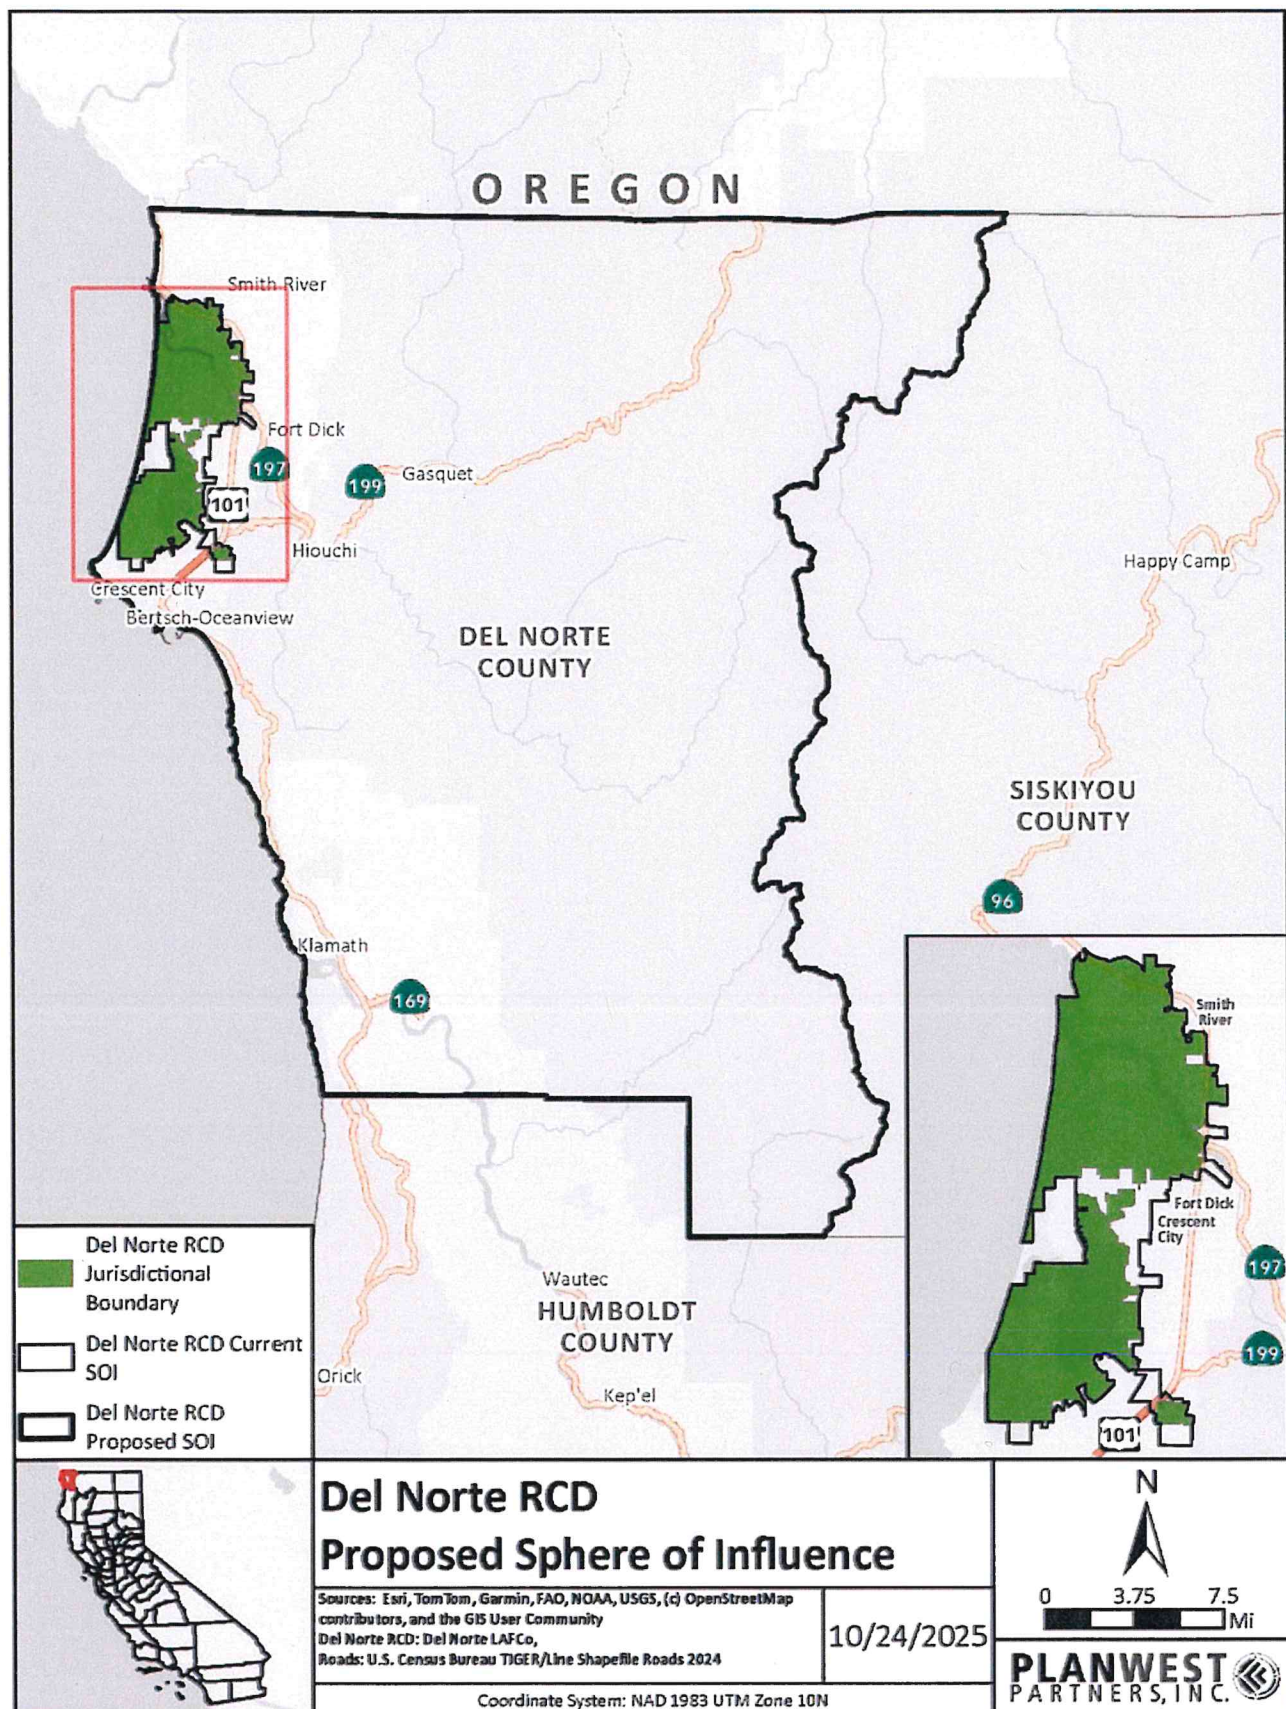 OREGON
Smith River
Fort Dick
197
199
Gasquet
101
Hiouchi
Happy Camp
Crescent City
Bertsch-Oceanview
DEL NORTE
COUNTY
SISKIYOU
COUNTY
96
Klamath
169
Smith
River
Fort Dick
Crescent
City
197
199
101
Wautec
HUMBOLDT
COUNTY
Orick
Kep'el
Del Norte RCD
Jurisdictional
Boundary
Del Norte RCD Current
SOI
Del Norte RCD
Proposed SOI
Del Norte RCD
Proposed Sphere of Influence
Sources: Esri, TomTom, Garmin, FAO, NOAA, USGS, (c) OpenStreetMap
contributors, and the GIS User Community
Del Norte RCD: Del Norte LAFCo,
Roads: U.S. Census Bureau TIGER/Line Shapefile Roads 2024
10/24/2025
Coordinate System: NAD 1983 UTM Zone 10N
N
0 3.75 7.5
Mi
PLANWEST
PARTNERS, INC.